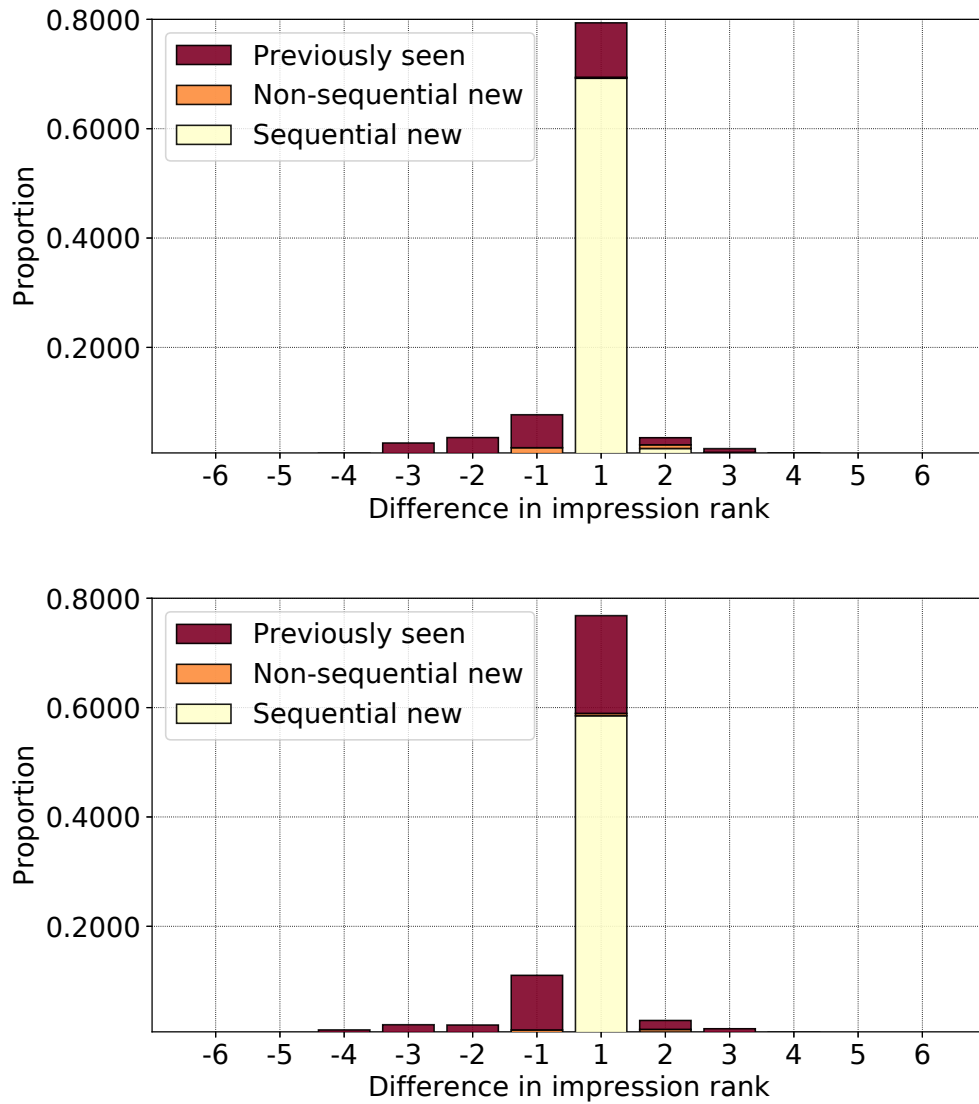 0.8000
Previously seen
Non-sequential new
Sequential new
0.6000
0.4000
0.2000
Proportion
-6 -5 -4 -3 -2 -1 1 2 3 4 5 6
Difference in impression rank
0.8000
Previously seen
Non-sequential new
Sequential new
0.6000
0.4000
0.2000
Proportion
-6 -5 -4 -3 -2 -1 1 2 3 4 5 6
Difference in impression rank